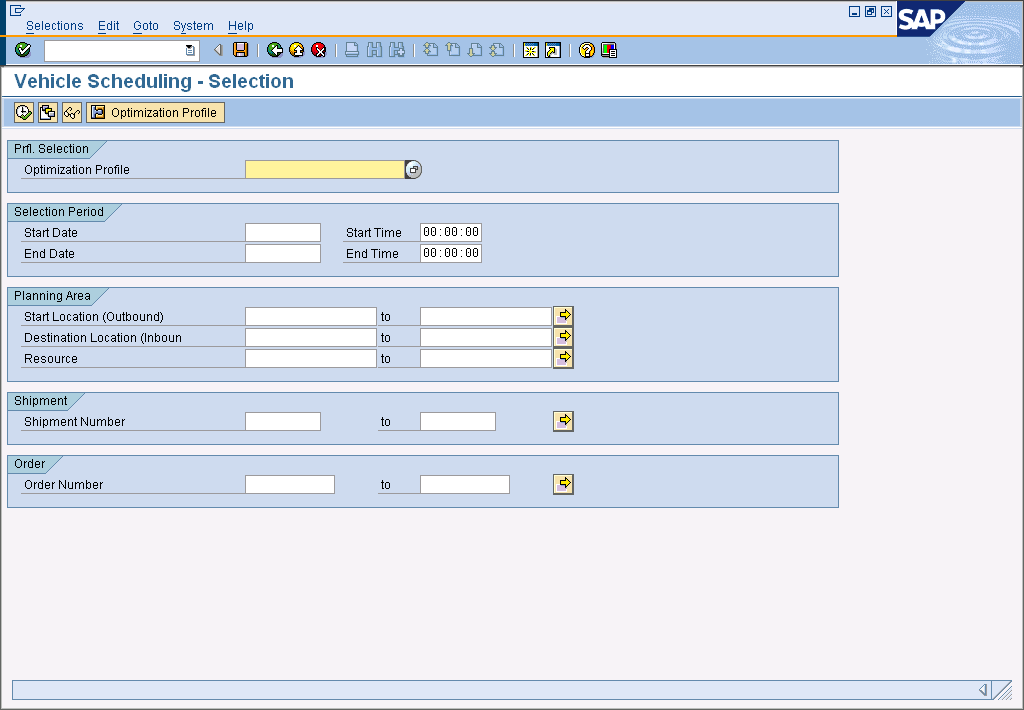 Selections Edit Goto System Help
SAP
Vehicle Scheduling - Selection
Optimization Profile
Prfl. Selection
Optimization Profile
Selection Period
Start Date Start Time 00:00:00
End Date End Time 00:00:00
Planning Area
Start Location (Outbound) to
Destination Location (Inboun to
Resource to
Shipment
Shipment Number to
Order
Order Number to